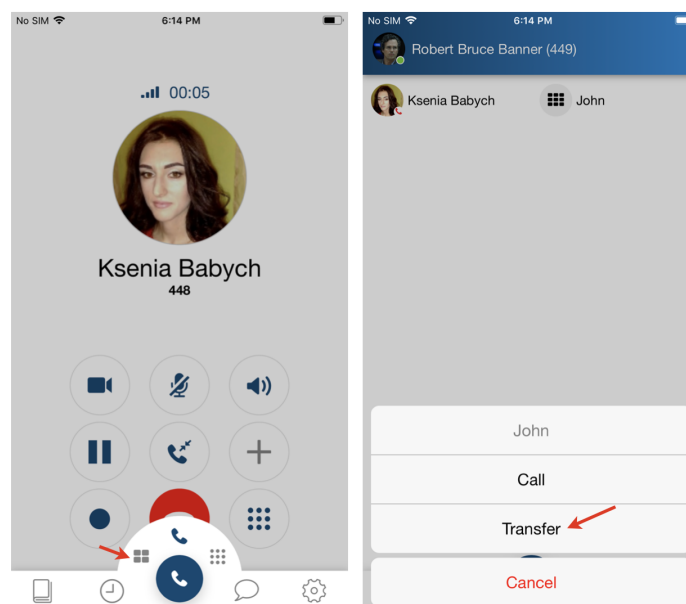 No SIM 6:14 PM
00:05
Ksenia Babych
448
No SIM 6:14 PM
Robert Bruce Banner (449)
Ksenia Babych John
John
Call
Transfer
Cancel